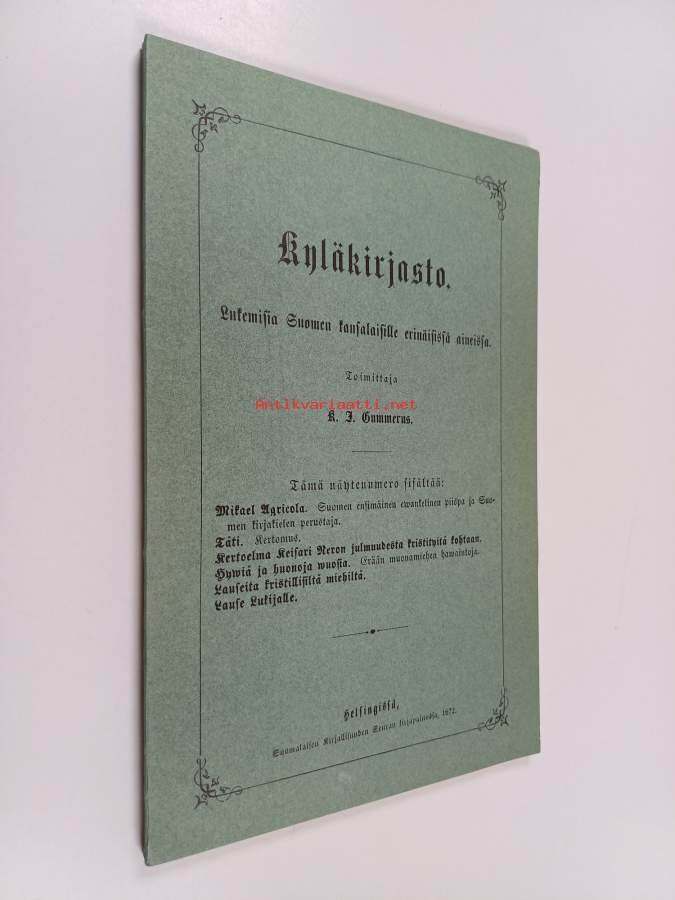 Kyläkirjasto.
Lukemisia Suomen kansalaisille erinäisissä aineissa.
Toimittaja
Antikvariaatti.net
K. J. Gummerus.
Tämä näytenumero sisältää:
Mikael Agricola. Suomen ensimäinen ewankelinen piispa ja Suo-
men kirjakielen perustaja.
Täti. Kertomus.
Kertoelma Keisari Neron julmuudesta kristityitä kohtaan.
Hywiä ja huonoja wuosia. Erään muonamiehen hawaintoja.
Lauseita kristillisiltä miehiltä.
Lause Lukijalle.
Helsingissä,
Suomalaisen Kirjallisuuden Seuran kirjapainossa, 1872.